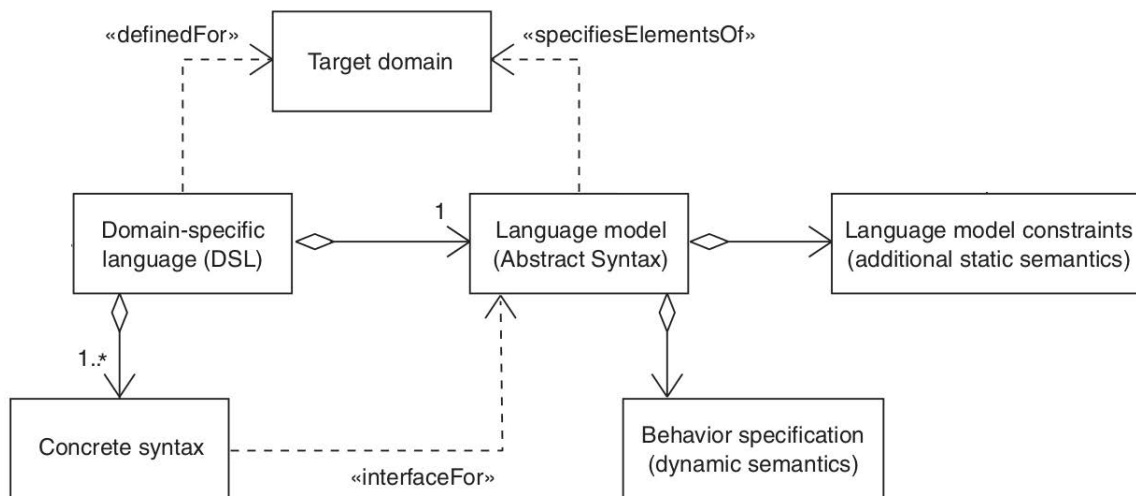 «definedFor»
«specifiesElementsOf»
Target domain
Domain-specific
language (DSL)
1
Language model
(Abstract Syntax)
Language model constraints
(additional static semantics)
1..*
Concrete syntax
«interfaceFor»
Behavior specification
(dynamic semantics)